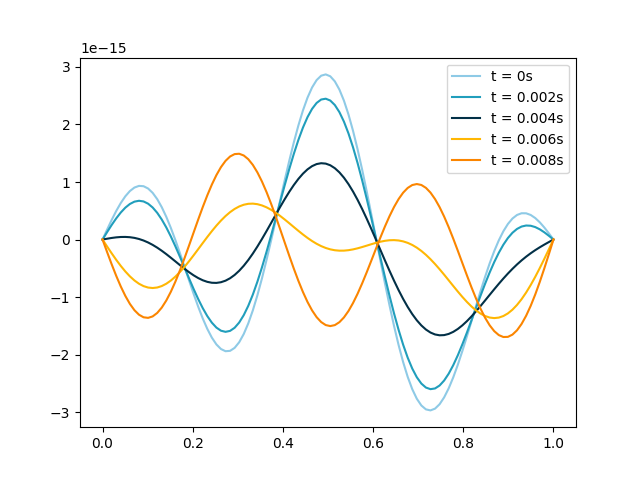 1e−15
3
2
1
0
−1
−2
−3
0.0 0.2 0.4 0.6 0.8 1.0
t = 0s
t = 0.002s
t = 0.004s
t = 0.006s
t = 0.008s